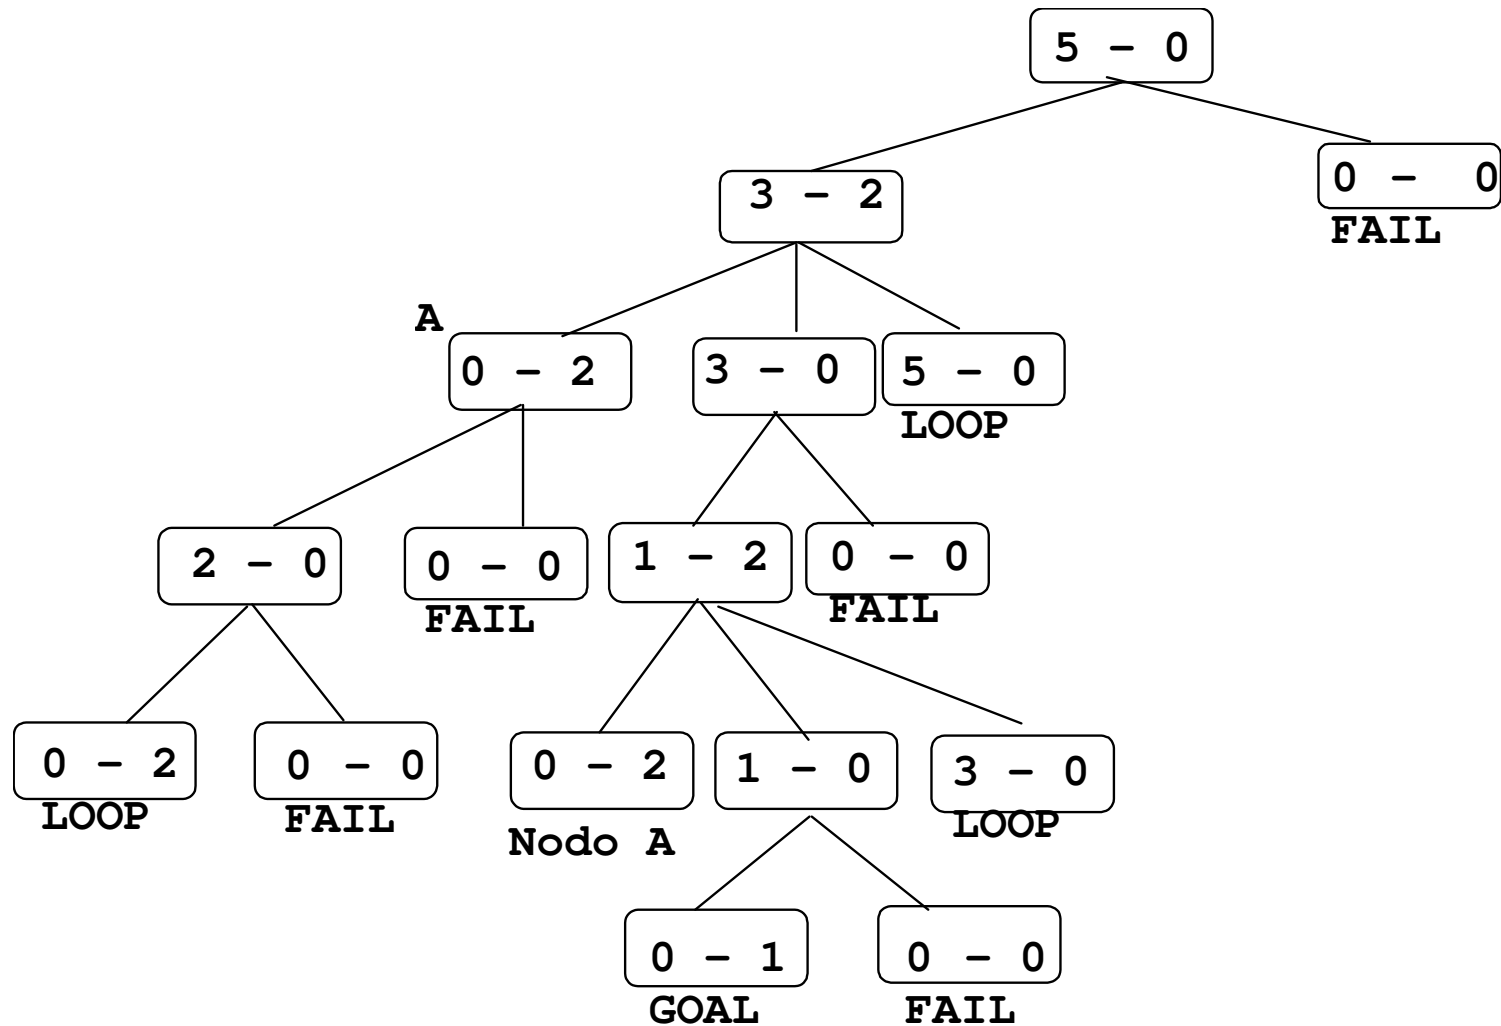 5 – 0
0 – 0
FAIL
3 – 2
A
0 – 2
3 – 0
5 – 0
LOOP
2 – 0
0 – 0
FAIL
1 – 2
0 – 0
FAIL
0 – 2
LOOP
0 – 0
FAIL
0 – 2
Nodo A
1 – 0
3 – 0
LOOP
0 – 1
GOAL
0 – 0
FAIL